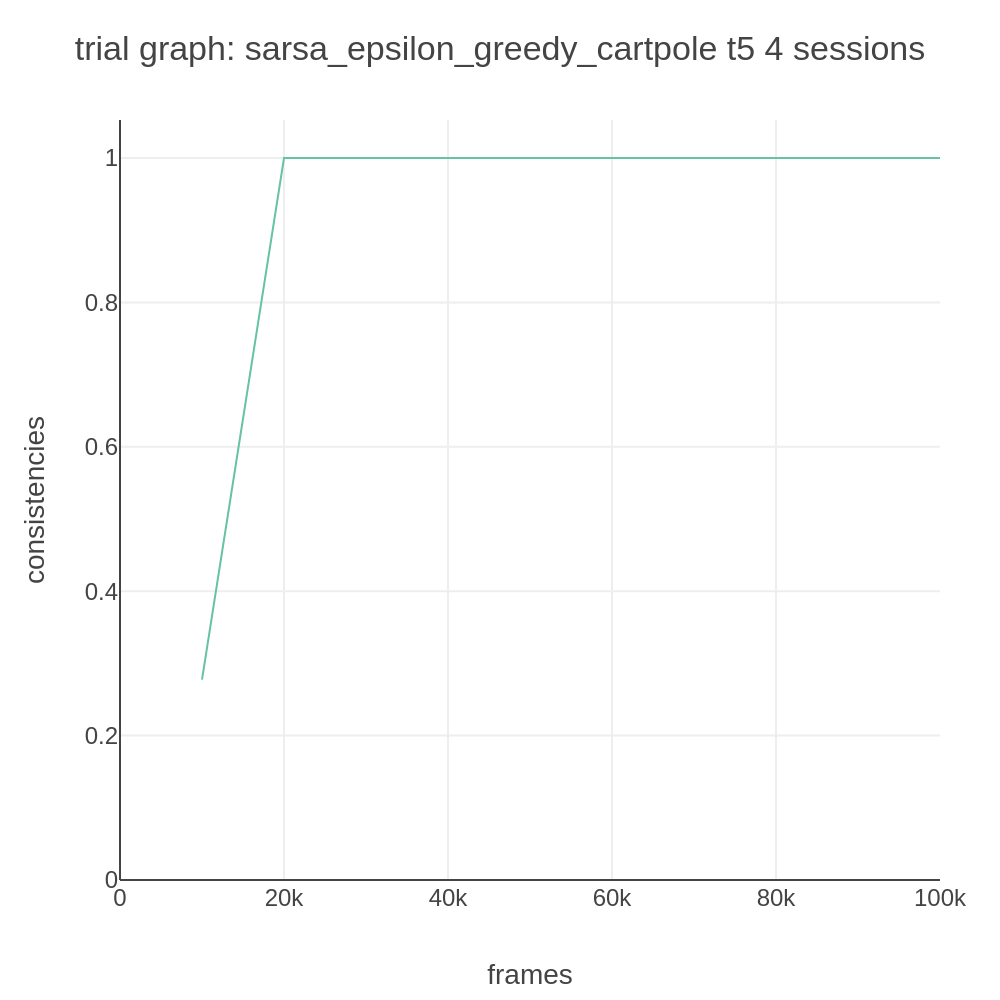 trial graph: sarsa_epsilon_greedy_cartpole t5 4 sessions
consistencies
1
0.8
0.6
0.4
0.2
0
0 20k 40k 60k 80k 100k
frames